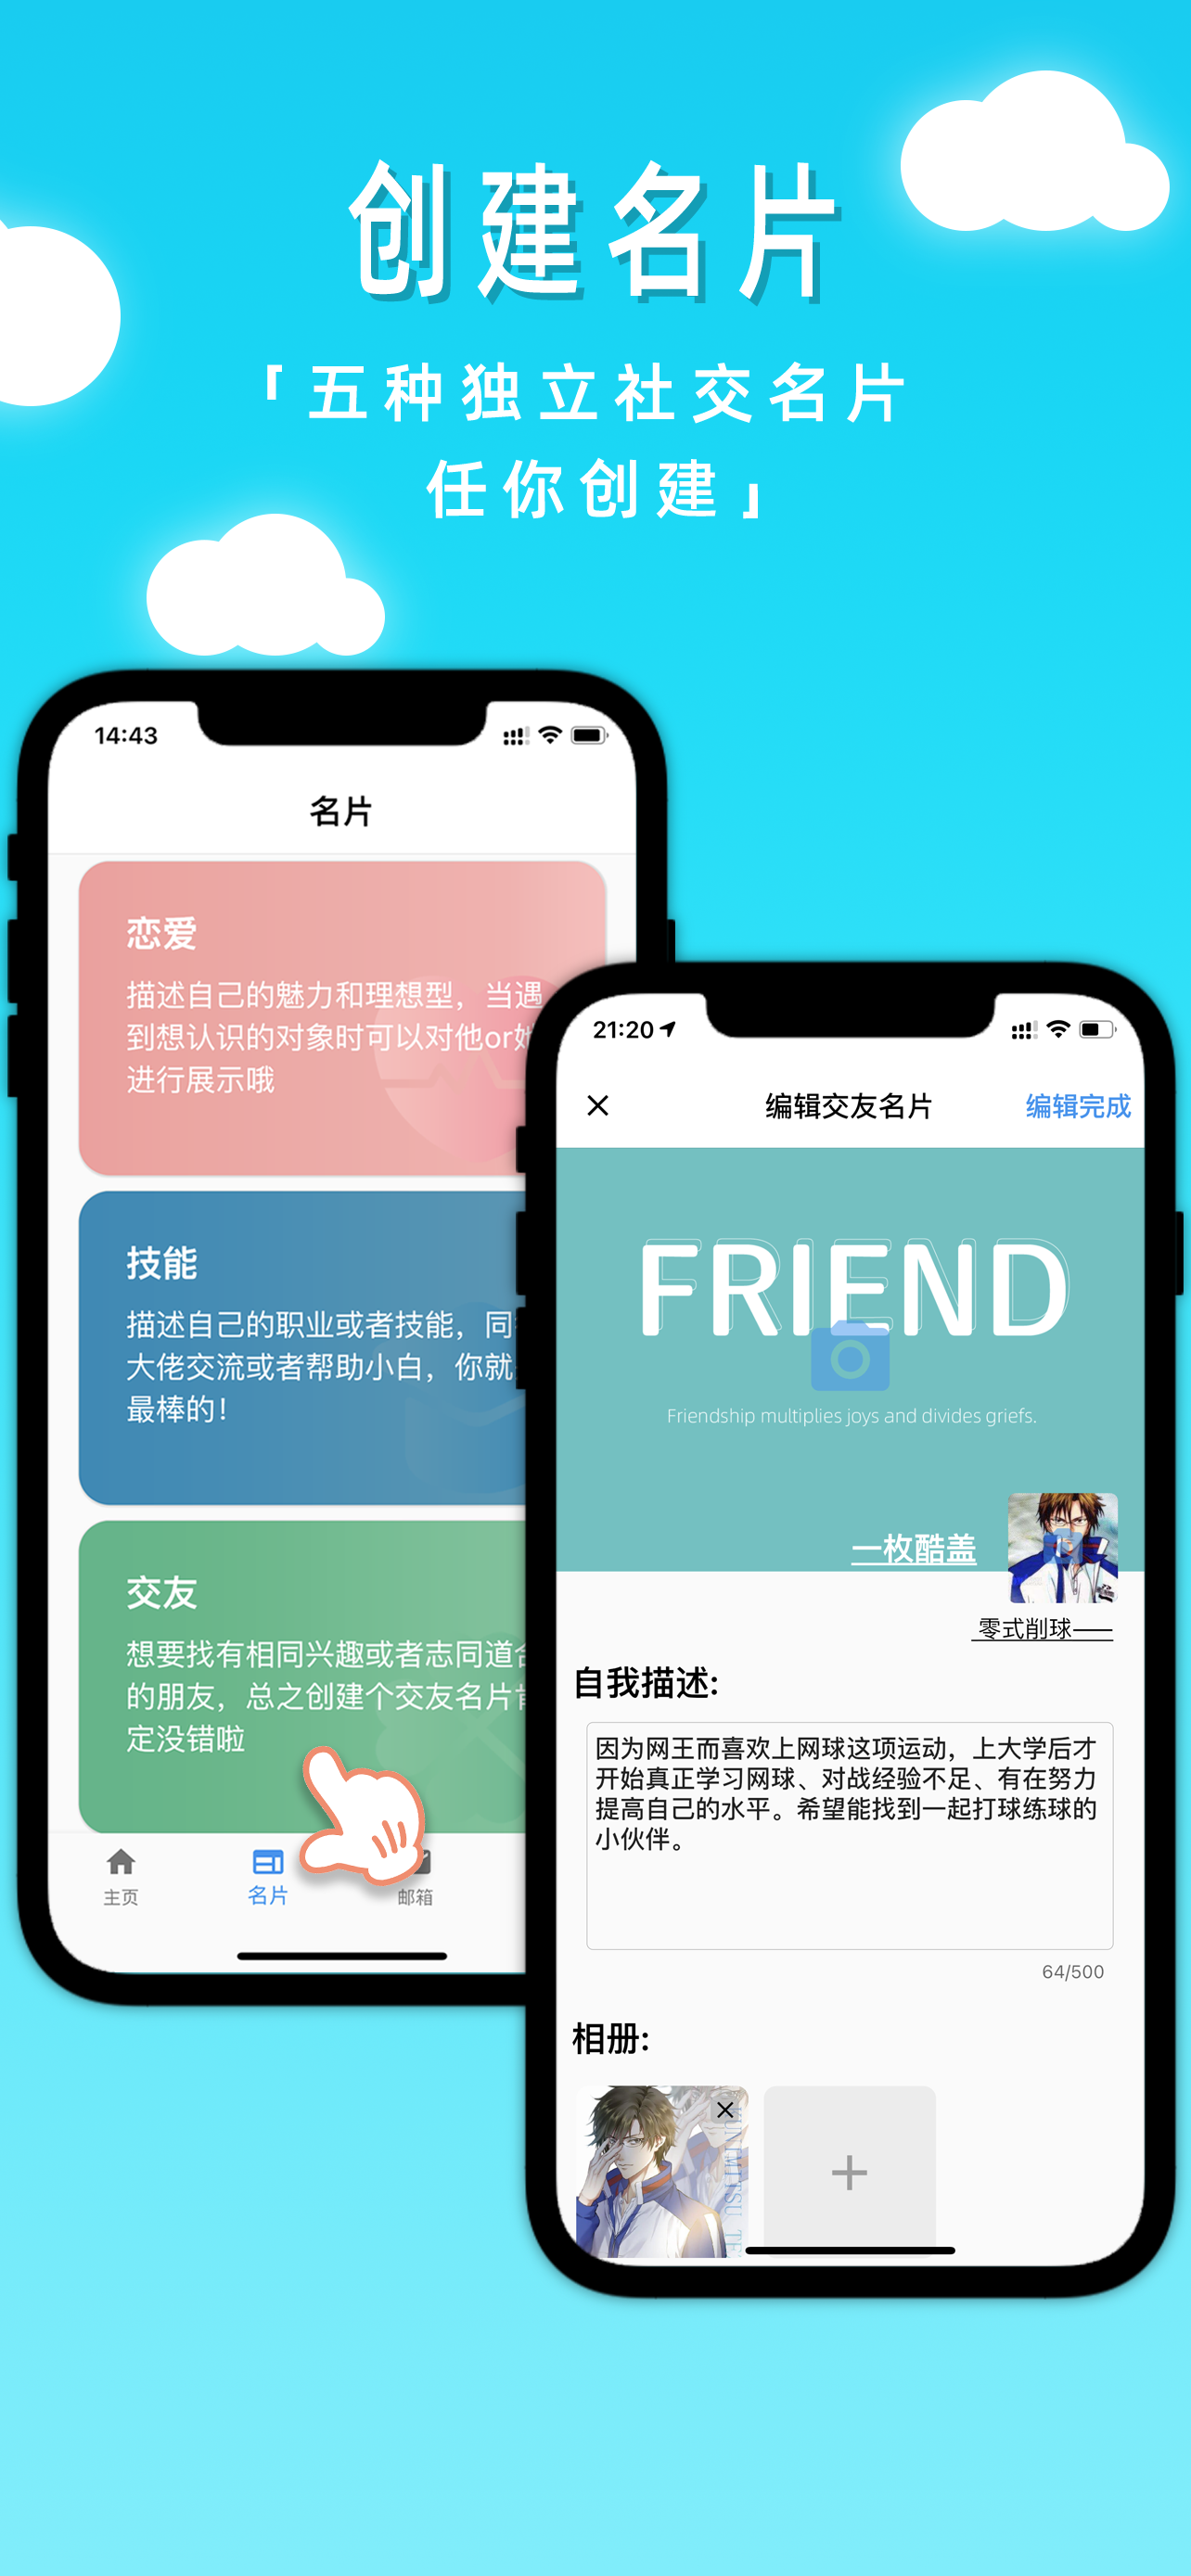 创建名片
「五种独立社交名片
任你创建」
14:43
名片
恋爱
描述自己的魅力和理想型，当遇
到想认识的对象时可以对他or
进行展示哦
技能
描述自己的职业或者技能，同
大佬交流或者帮助小白，你就
最棒的！
交友
想要找有相同兴趣或者志同道
的朋友，总之创建个交友名片
定没错啦
主页
名片
邮箱
21:20
编辑交友名片
编辑完成
FRIEND
Friendship multiplies joys and divides griefs.
一枚酷盖
零式削球——
自我描述:
因为网王而喜欢上网球这项运动，上大学后才
开始真正学习网球、对战经验不足、有在努力
提高自己的水平。希望能找到一起打球练球的
小伙伴。
64/500
相册: